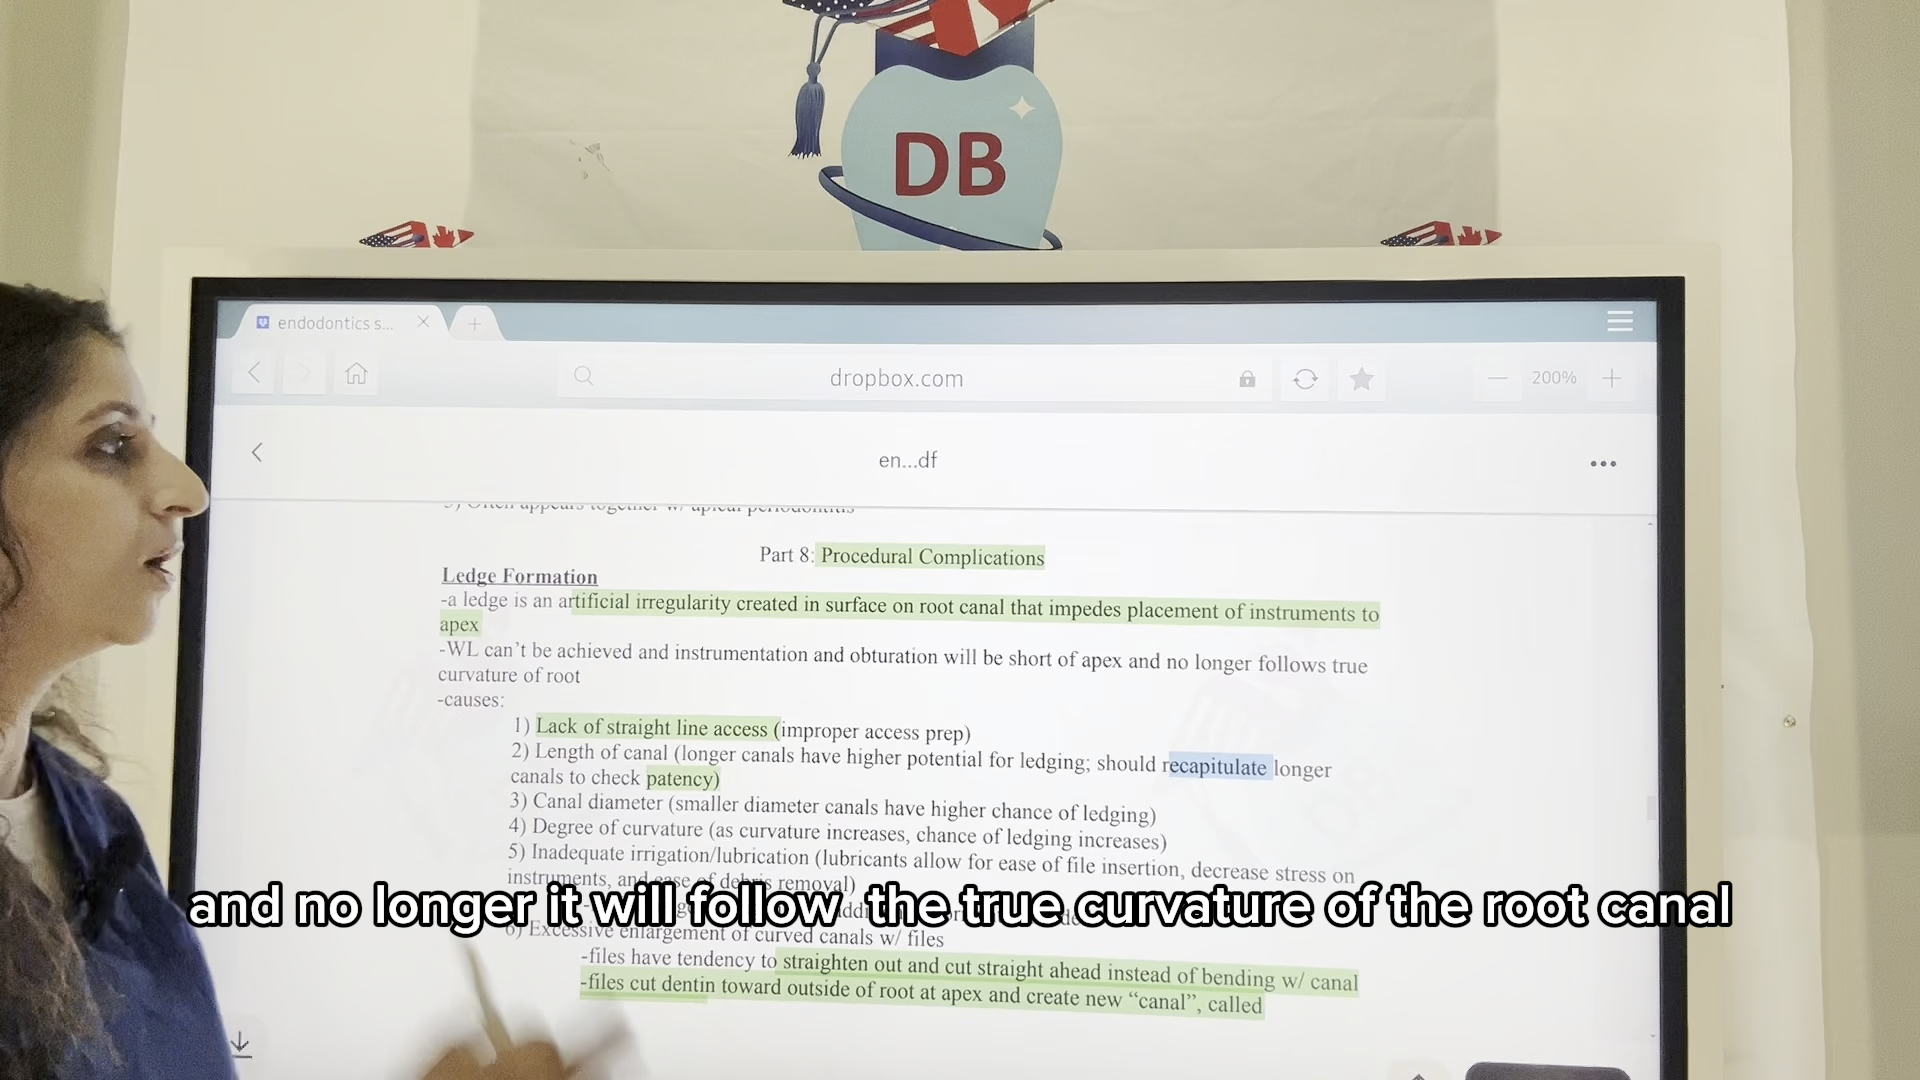 DB
endodontics s...
dropbox.com
200%
en...df
Part 8: Procedural Complications
Ledge Formation
-a ledge is an artificial irregularity created in surface on root canal that impedes placement of instruments to
apex
-WL can’t be achieved and instrumentation and obturation will be short of apex and no longer follows true
curvature of root
-causes:
1) Lack of straight line access (improper access prep)
2) Length of canal (longer canals have higher potential for ledging; should recapitulate longer
canals to check patency)
3) Canal diameter (smaller diameter canals have higher chance of ledging)
4) Degree of curvature (as curvature increases, chance of ledging increases)
5) Inadequate irrigation/lubrication (lubricants allow for ease of file insertion, decrease stress on
instruments, and ease of debris removal)
and no longer it will follow the true curvature of the root canal
6) Excessive enlargement of curved canals w/ files
-files have tendency to straighten out and cut straight ahead instead of bending w/ canal
-files cut dentin toward outside of root at apex and create new “canal”, called